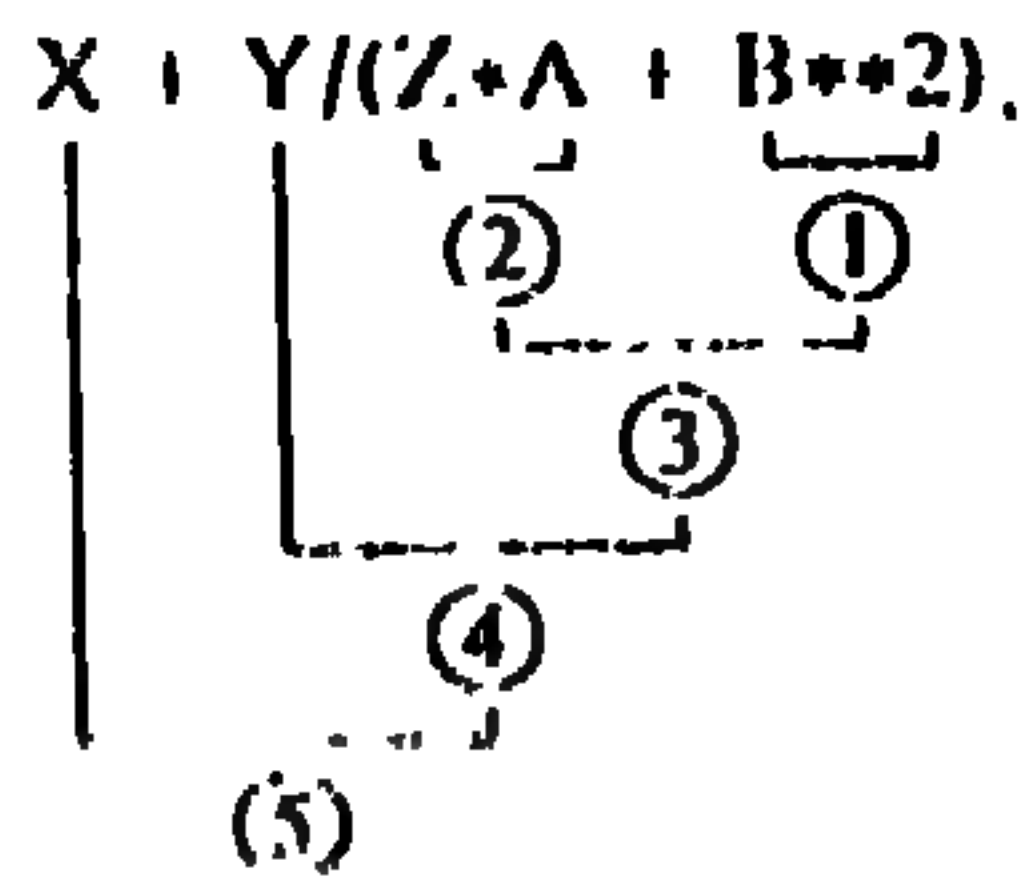 X + Y/(Z*A + B**2).
(2) ①
③
(4)
(5)